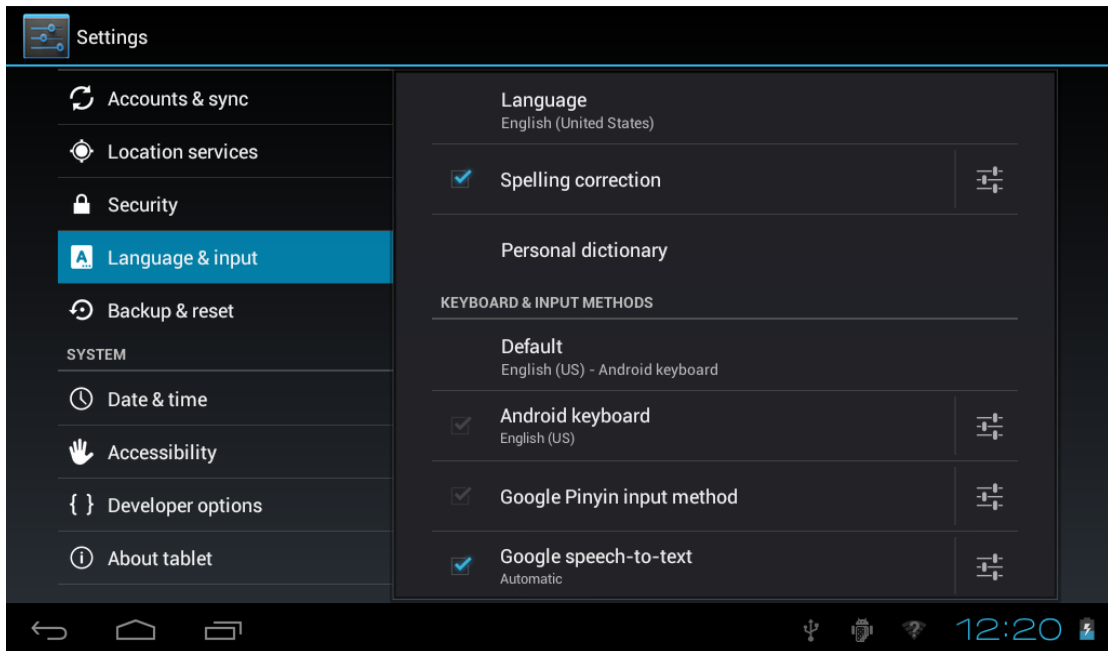 Settings
Accounts & sync
Location services
Security
Language & input
Backup & reset
SYSTEM
Date & time
Accessibility
{ } Developer options
About tablet
Language
English (United States)
Spelling correction
Personal dictionary
KEYBOARD & INPUT METHODS
Default
English (US) - Android keyboard
Android keyboard
English (US)
Google Pinyin input method
Google speech-to-text
Automatic
12:20